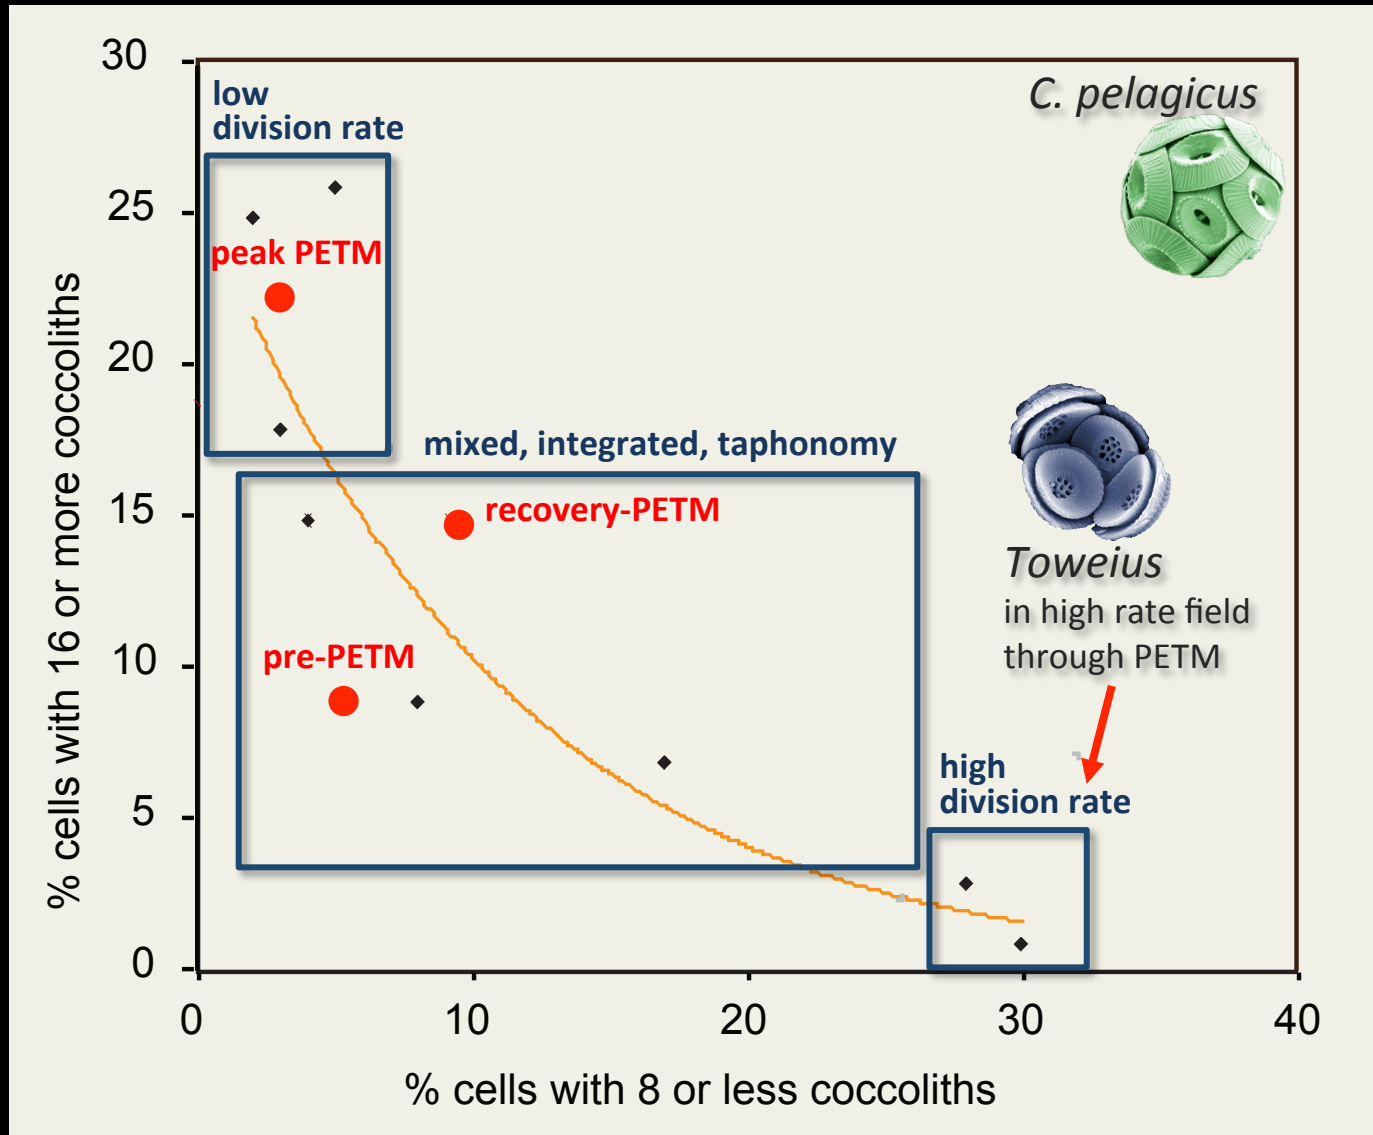 30
25
20
15
10
5
0
% cells with 16 or more coccoliths
low
division rate
peak PETM
C. pelagicus
mixed, integrated, taphonomy
recovery-PETM
pre-PETM
Toweius
in high rate field
through PETM
high
division rate
0 10 20 30 40
% cells with 8 or less coccoliths